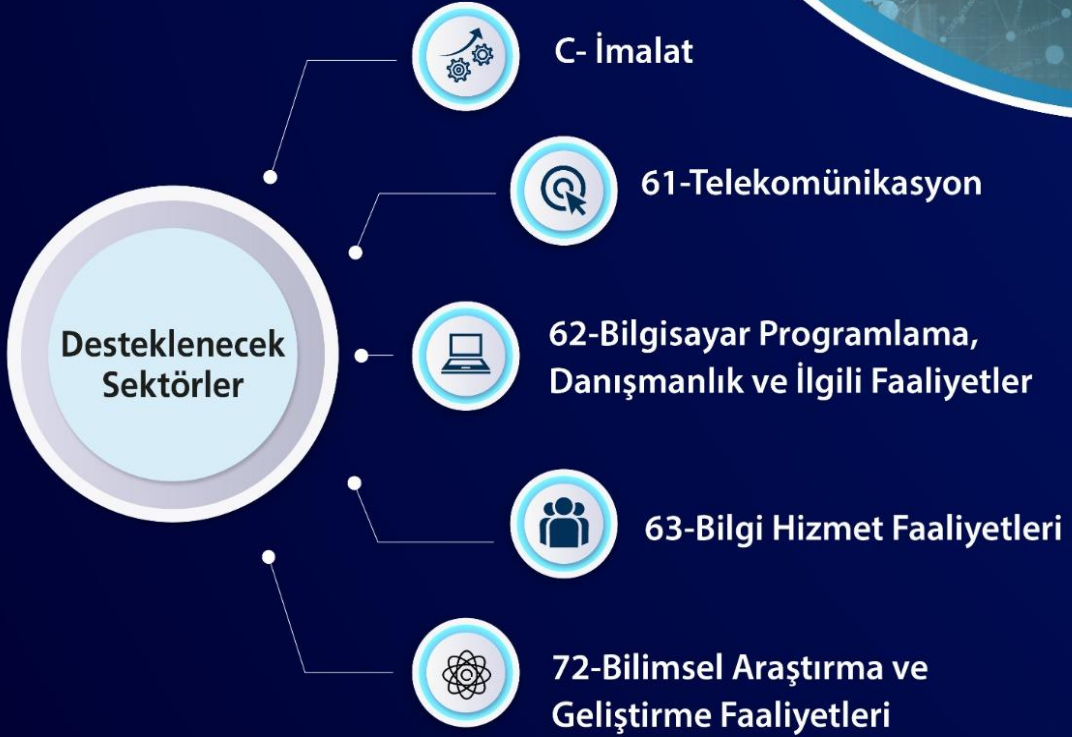 C- İmalat
61-Telekomünikasyon
Desteklenecek
Sektörler
62-Bilgisayar Programlama,
Danışmanlık ve İlgili Faaliyetler
63-Bilgi Hizmet Faaliyetleri
72-Bilimsel Araştırma ve
Geliştirme Faaliyetleri